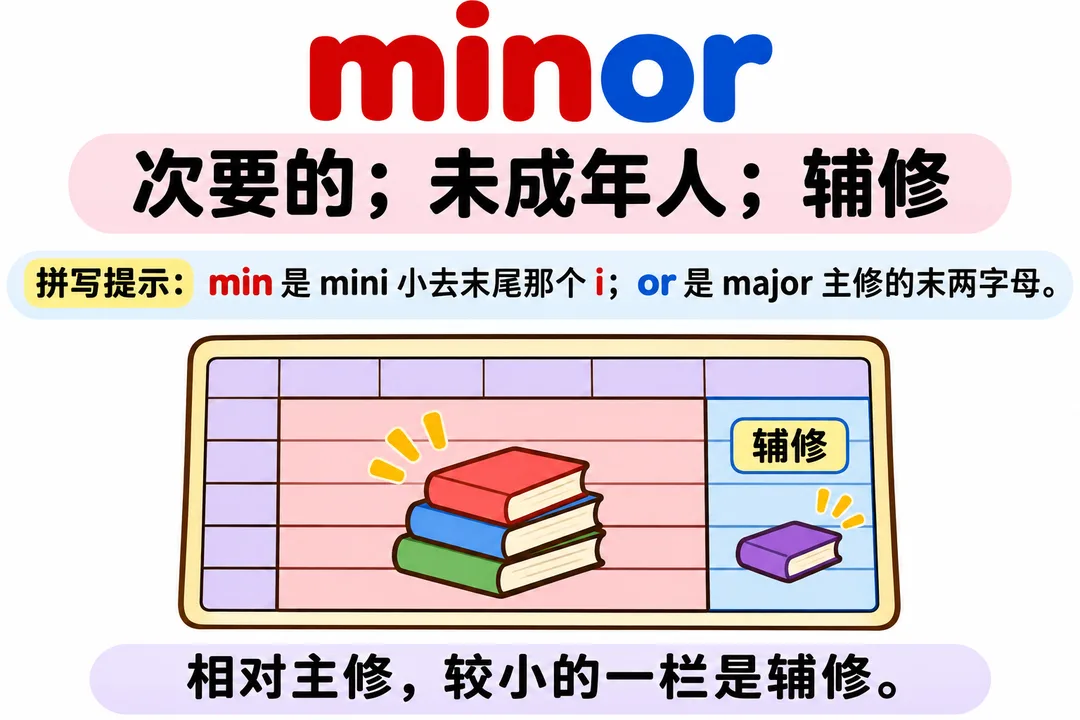 minor
次要的；未成年人；辅修
拼写提示： min 是 mini 小去末尾那个 i；or 是 major 主修的末两字母。
辅修
相对主修，较小的一栏是辅修。